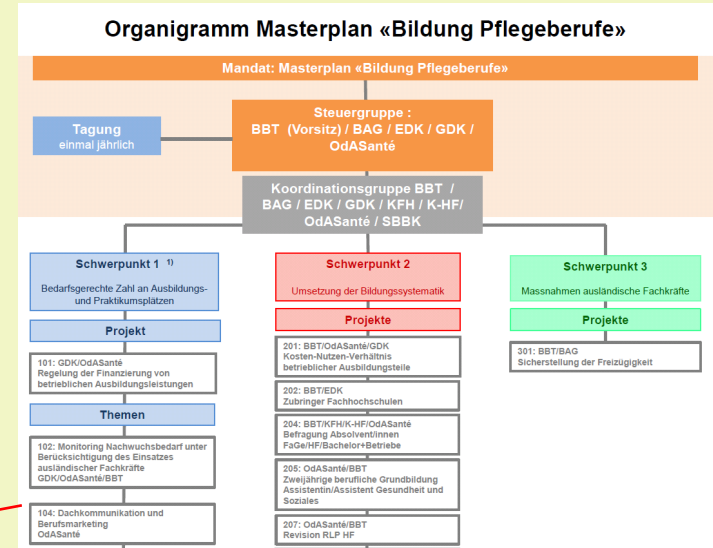 Organigramm Masterplan «Bildung Pflegeberufe»
Mandat: Masterplan «Bildung Pflegeberufe»
Steuergruppe :
BBT (Vorsitz) / BAG / EDK / GDK /
OdASanté
Tagung
einmal jährlich
Koordinationsgruppe BBT /
BAG / EDK / GDK / KFH / K-HF/
OdASanté / SBBK
Schwerpunkt 1 1)
Bedarfsgerechte Zahl an Ausbildungs-
und Praktikumsplätzen
Projekt
101: GDK/OdASanté
Regelung der Finanzierung von
betrieblichen Ausbildungsleistungen
Themen
102: Monitoring Nachwuchsbedarf unter
Berücksichtigung des Einsatzes
ausländischer Fachkräfte
GDK/OdASanté/BBT
104: Dachkommunikation und
Berufsmarketing
OdASanté
Schwerpunkt 2
Umsetzung der Bildungssystematik
Projekte
201: BBT/OdASanté/GDK
Kosten-Nutzen-Verhältnis
betrieblicher Ausbildungsteile
202: BBT/EDK
Zubringer Fachhochschulen
204: BBT/KFH/K-HF/OdASanté
Befragung Absolvent/innen
FaGe/HF/Bachelor+Betriebe
205: OdASanté/BBT
Zweijährige berufliche Grundbildung
Assistentin/Assistent Gesundheit und
Soziales
207: OdASanté/BBT
Revision RLP HF
Schwerpunkt 3
Massnahmen ausländische Fachkräfte
Projekte
301: BBT/BAG
Sicherstellung der Freizügigkeit